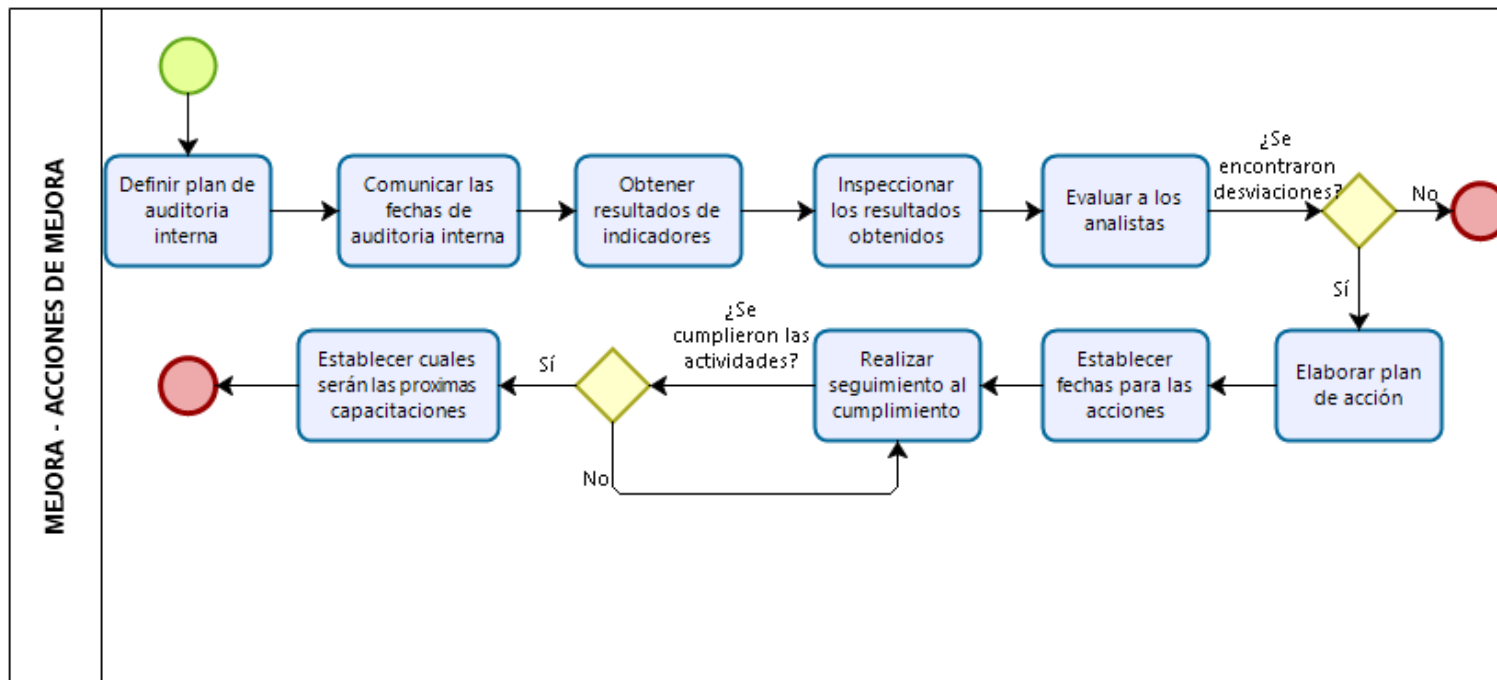 MEJORA - ACCIONES DE MEJORA
Definir plan de
auditoria
interna
Comunicar las
fechas de
auditoria interna
Obtener
resultados de
indicadores
Inspeccionar
los resultados
obtenidos
Evaluar a los
analistas
¿Se
encontraron
desviaciones?
No
Sí
Elaborar plan
de acción
Establecer
fechas para las
acciones
Realizar
seguimiento al
cumplimiento
¿Se
cumplieron las
actividades?
Sí
No
Establecer cuales
serán las proximas
capacitaciones